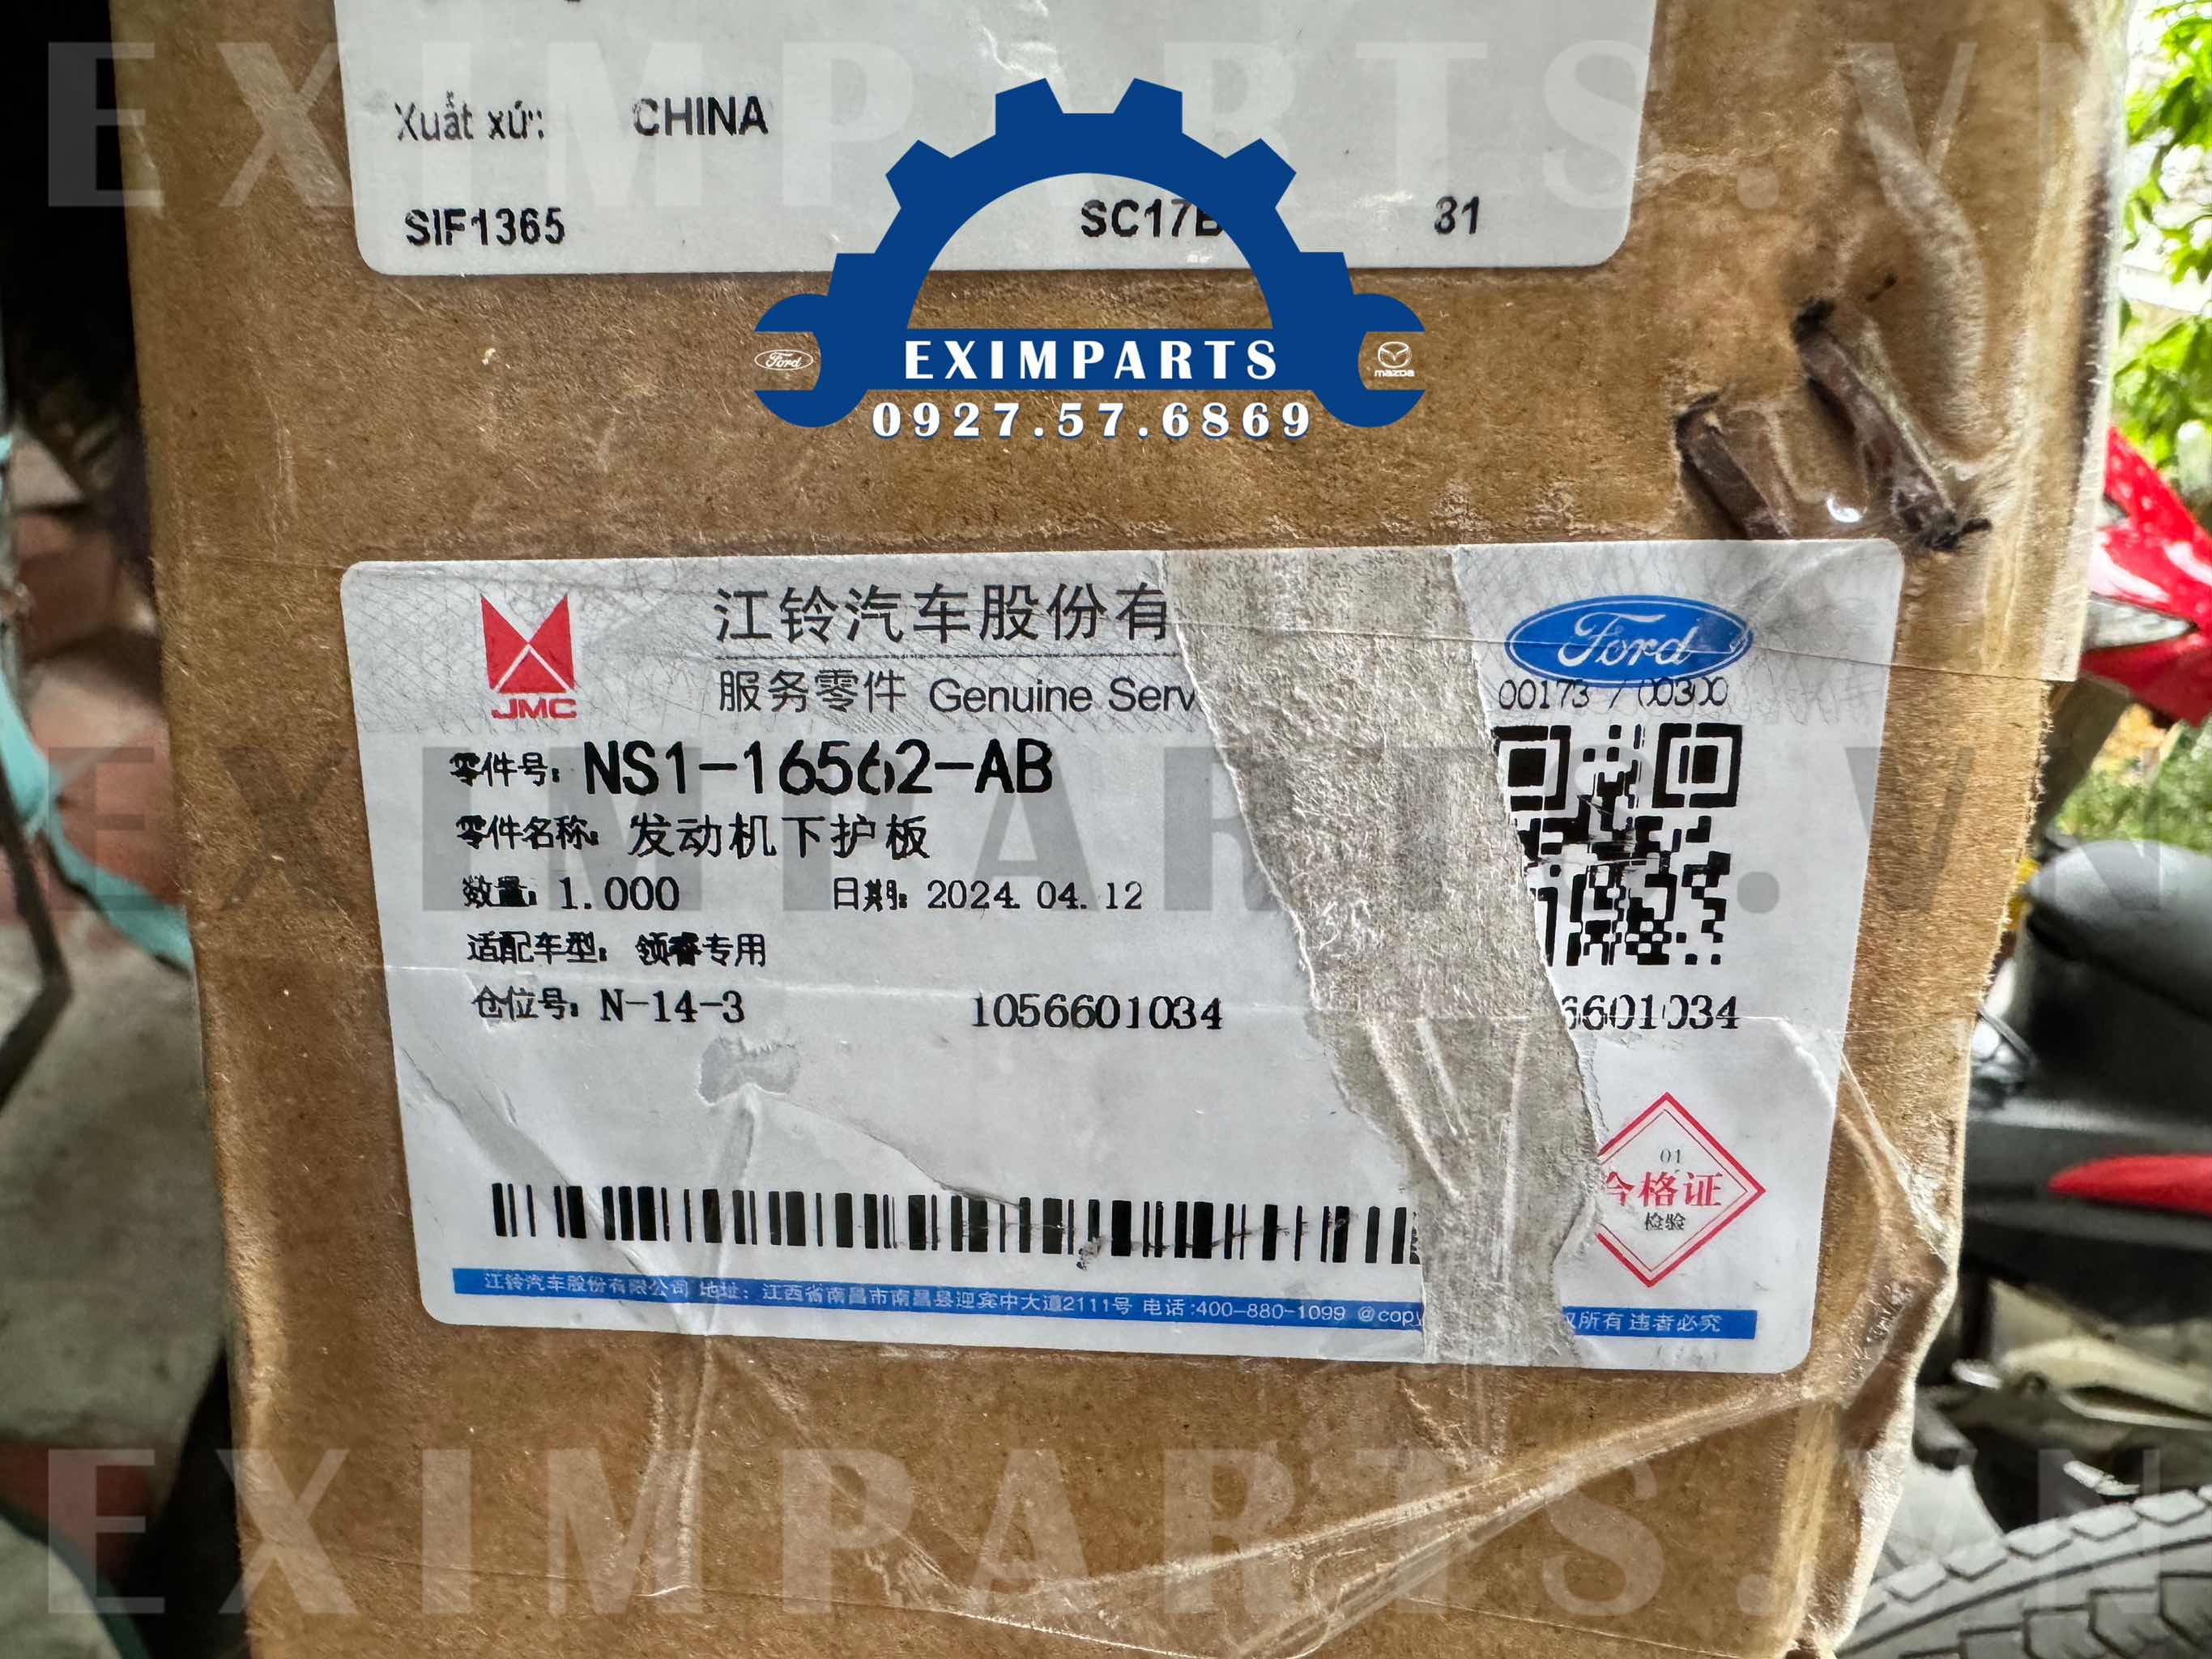 EXIMPARTS.VN
Xuất xứ: CHINA
SIF1365 SC17B 31
EXIMPARTS
Ford
mazda
0927.57.6869
江铃汽车股份有
JMC
Ford
服务零件 Genuine Serv
00173 / 00300
零件号: NS1-16562-AB
零件名称: 发动机下护板
EXIMPARTS.VN
数量: 1.000 日期: 2024.04.12
适配车型: 领睿专用
仓位号: N-14-3 1056601034
6601034
01
合格证
检验
江铃汽车股份有限公司 地址: 江西省南昌市南昌县迎宾中大道2111号 电话:400-880-1099 @copy
权所有 违者必究
EXIMPARTS.VN